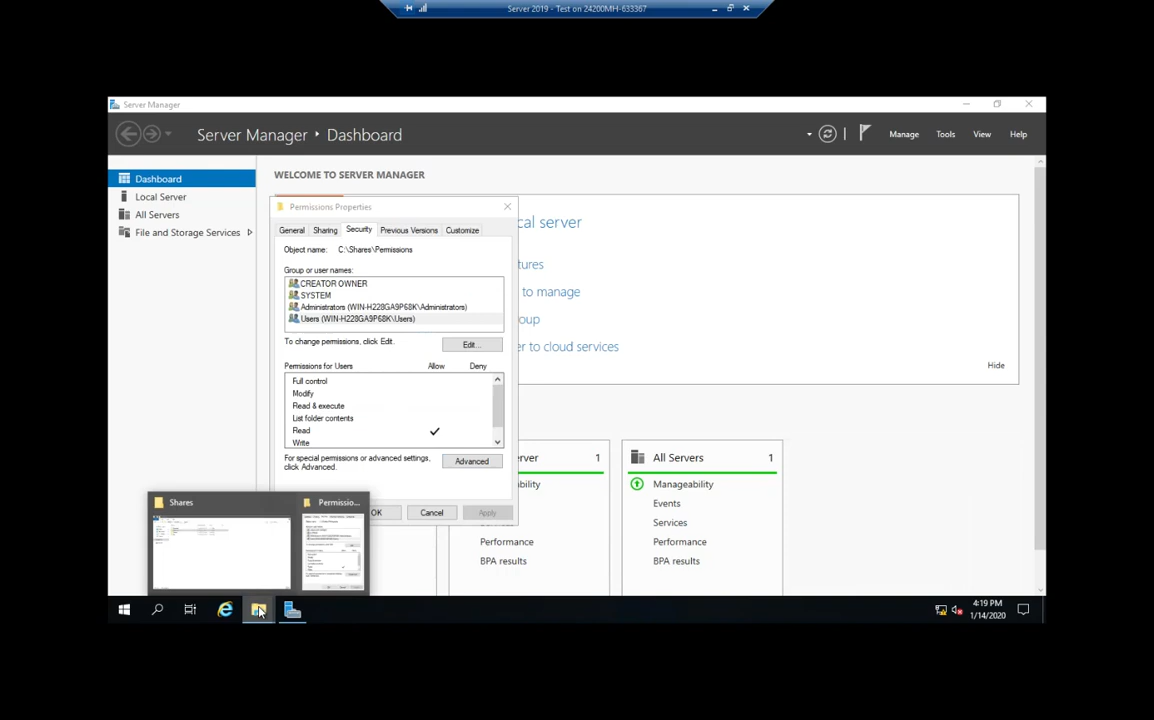 Server 2019 - Test on 24200MH-633367
Server Manager
Server Manager • Dashboard
Manage Tools View Help
Dashboard
Local Server
All Servers
File and Storage Services
WELCOME TO SERVER MANAGER
cal server
tures
to manage
oup
er to cloud services
Hide
Permissions Properties
General Sharing Security Previous Versions Customize
Object name: C:\Shares\Permissions
Group or user names:
CREATOR OWNER
SYSTEM
Administrators (WIN-H228GA9P68K\Administrators)
Users (WIN-H228GA9P68K\Users)
To change permissions, click Edit.
Edit...
Permissions for Users Allow Deny
Full control
Modify
Read & execute
List folder contents
Read
Write
For special permissions or advanced settings, click Advanced.
Advanced
OK Cancel Apply
erver 1
bility
Performance
BPA results
All Servers 1
Manageability
Events
Services
Performance
BPA results
Shares
Permissio...
4:19 PM
1/14/2020